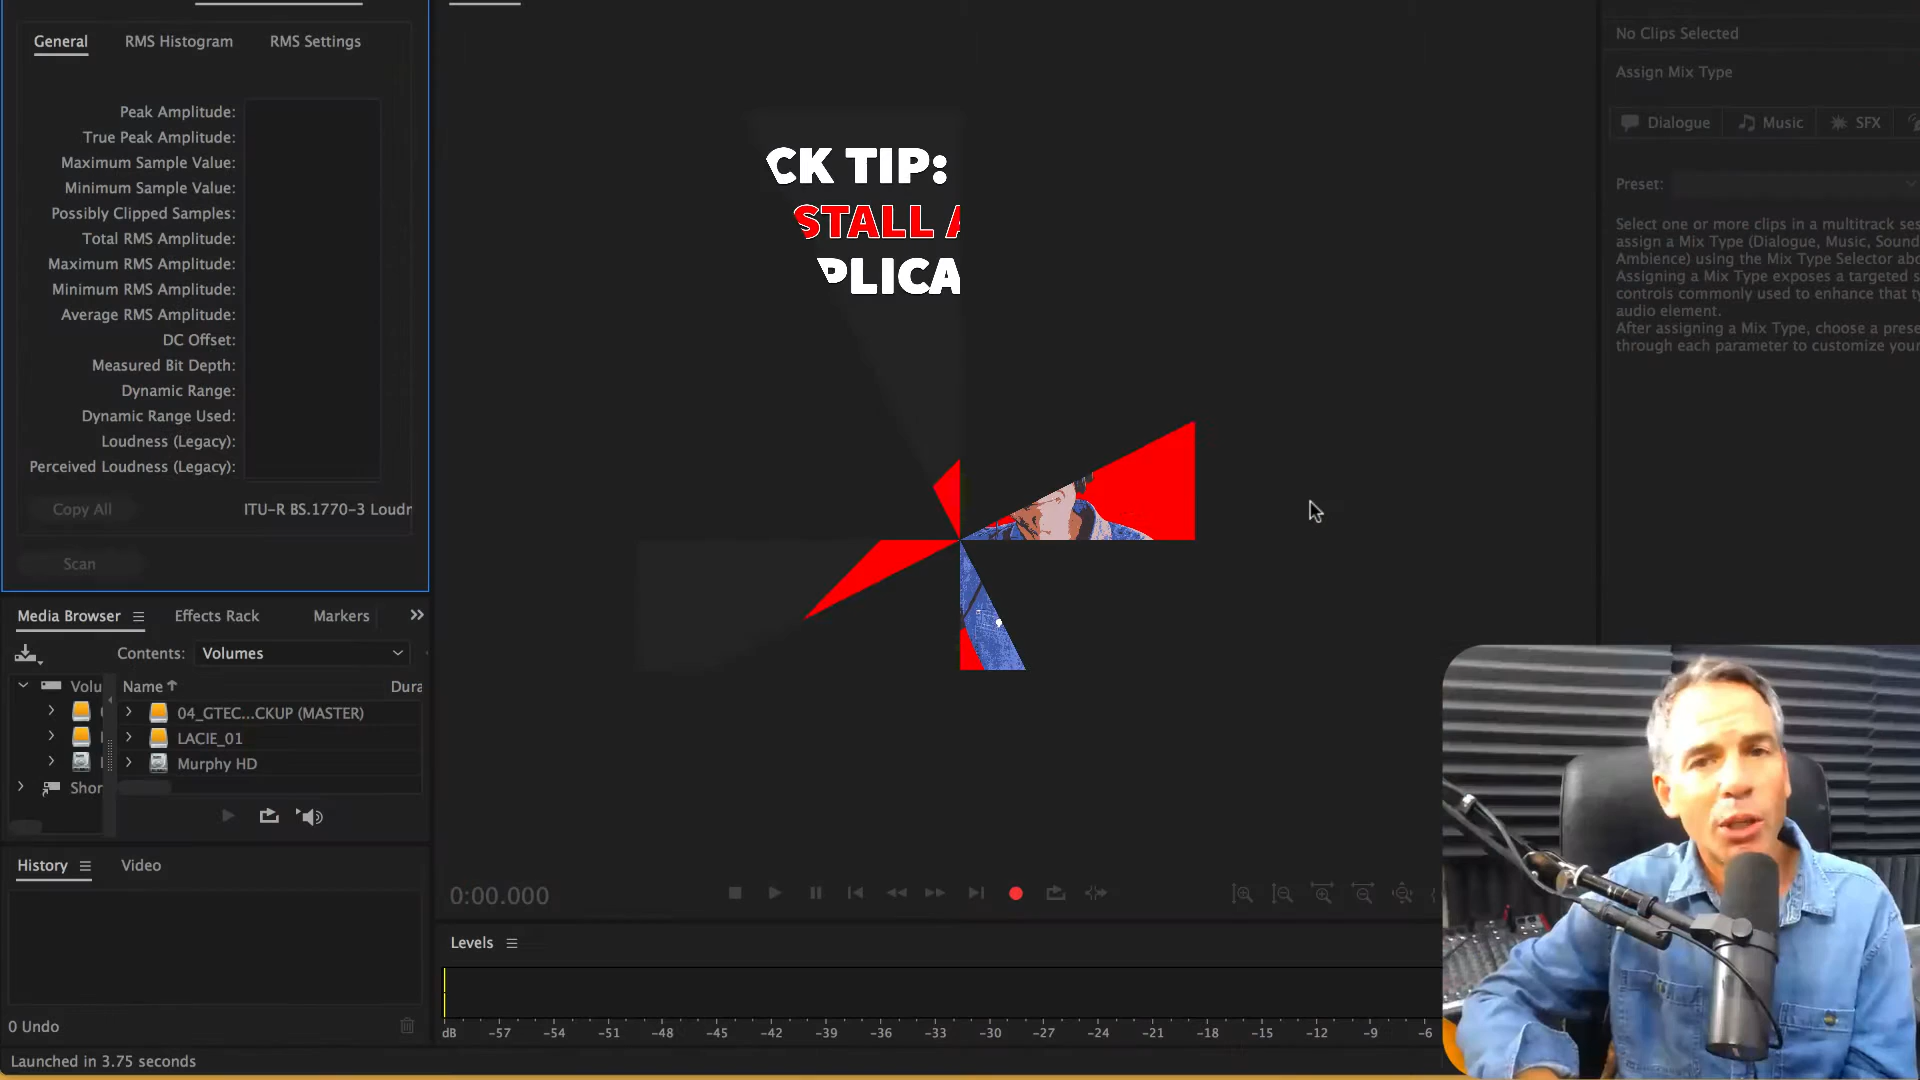 General RMS Histogram RMS Settings
Peak Amplitude:
True Peak Amplitude:
Maximum Sample Value:
Minimum Sample Value:
Possibly Clipped Samples:
Total RMS Amplitude:
Maximum RMS Amplitude:
Minimum RMS Amplitude:
Average RMS Amplitude:
DC Offset:
Measured Bit Depth:
Dynamic Range:
Dynamic Range Used:
Loudness (Legacy):
Perceived Loudness (Legacy):
Copy All ITU-R BS.1770-3 Loudr
Scan
Media Browser Effects Rack Markers
Contents: Volumes
Volu Name Dura
04_GTEC...CKUP (MASTER)
LACIE_01
Murphy HD
Shor
History Video
0 Undo
Launched in 3.75 seconds
CK TIP:
STALL A
PLICA
0:00.000
Levels
dB -57 -54 -51 -48 -45 -42 -39 -36 -33 -30 -27 -24 -21 -18 -15 -12 -9 -6
No Clips Selected
Assign Mix Type
Dialogue Music SFX
Preset:
Select one or more clips in a multitrack ses
assign a Mix Type (Dialogue, Music, Sound
Ambience) using the Mix Type Selector abo
Assigning a Mix Type exposes a targeted s
controls commonly used to enhance that ty
audio element.
After assigning a Mix Type, choose a prese
through each parameter to customize your